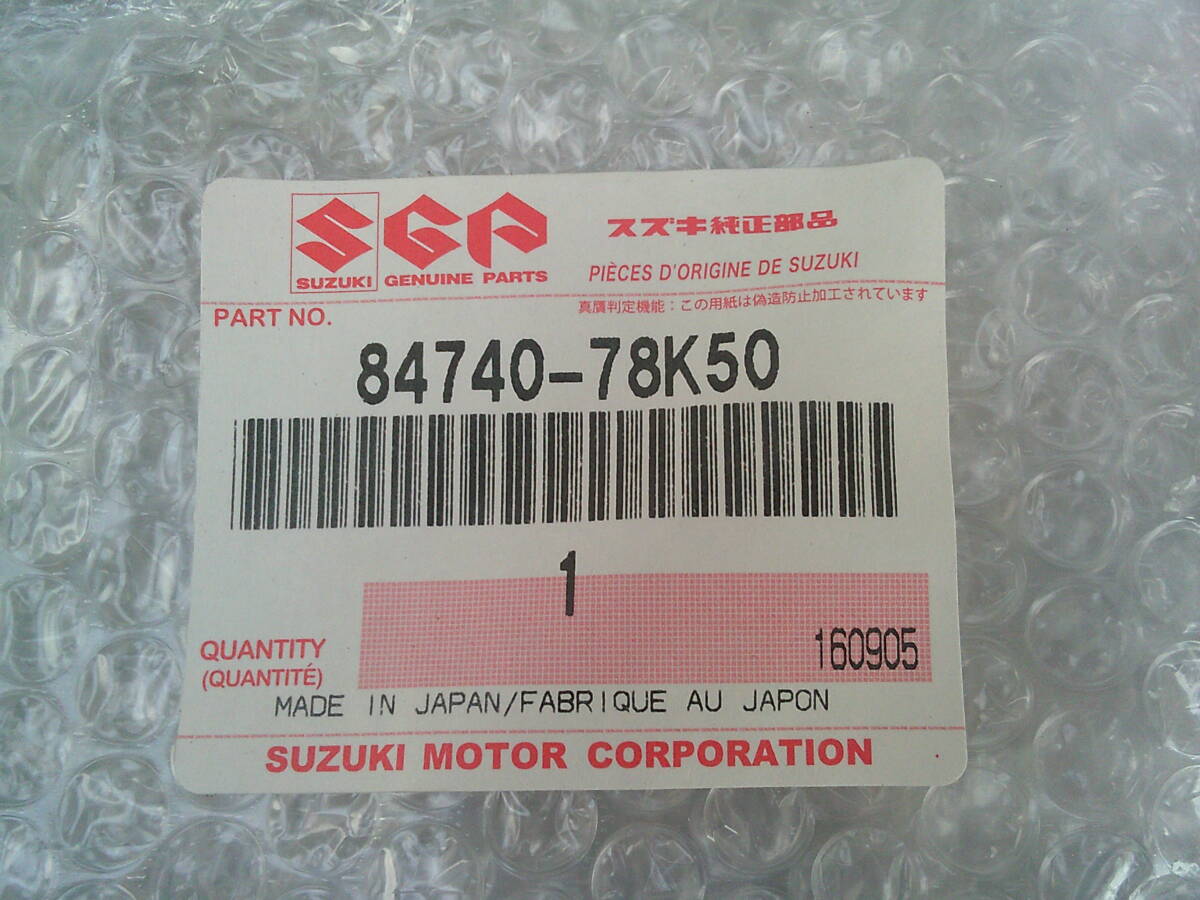 SGP スズキ純正部品
SUZUKI GENUINE PARTS PIÈCES D'ORIGINE DE SUZUKI
真贋判定機能：この用紙は偽造防止加工されています
PART NO.
84740-78K50
1
160905
QUANTITY
(QUANTITÉ)
MADE IN JAPAN/FABRIQUE AU JAPON
SUZUKI MOTOR CORPORATION